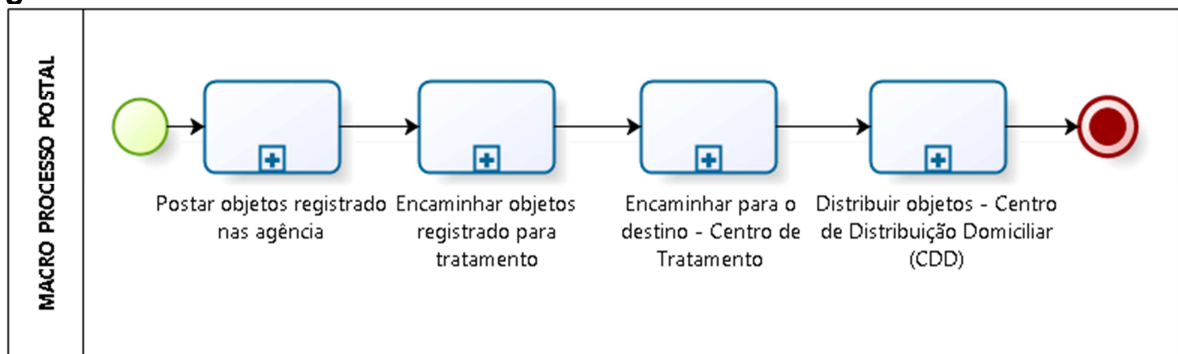 MACRO PROCESSO POSTAL
Postar objetos registrado
nas agência
Encaminhar objetos
registrado para
tratamento
Encaminhar para o
destino - Centro de
Tratamento
Distribuir objetos - Centro
de Distribuição Domiciliar
(CDD)